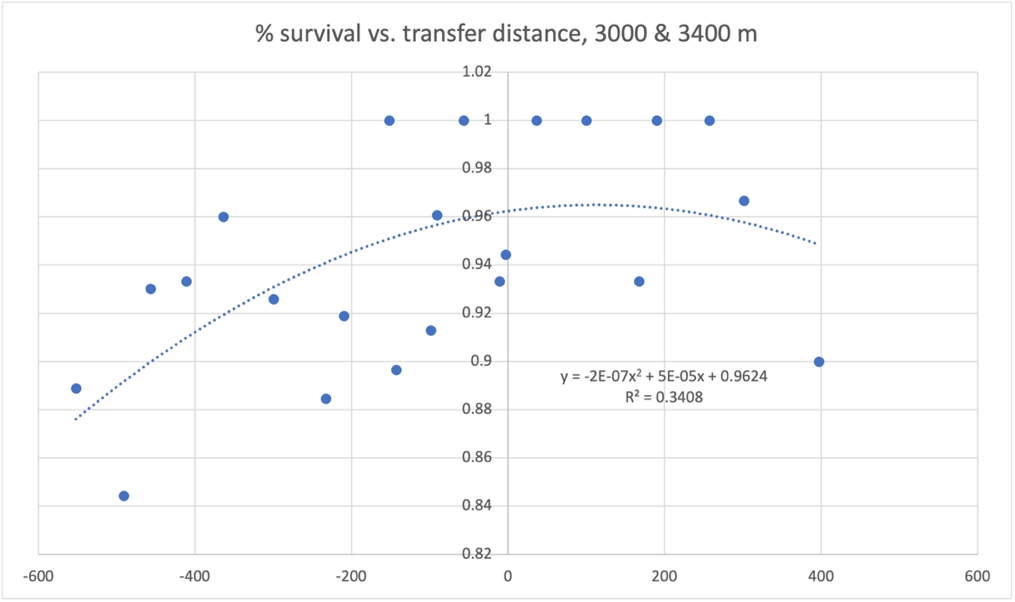 % survival vs. transfer distance, 3000 & 3400 m
1.02
1
0.98
0.96
0.94
0.92
0.9
y = -2E-07x² + 5E-05x + 0.9624
R² = 0.3408
0.88
0.86
0.84
0.82
-600 -400 -200 0 200 400 600